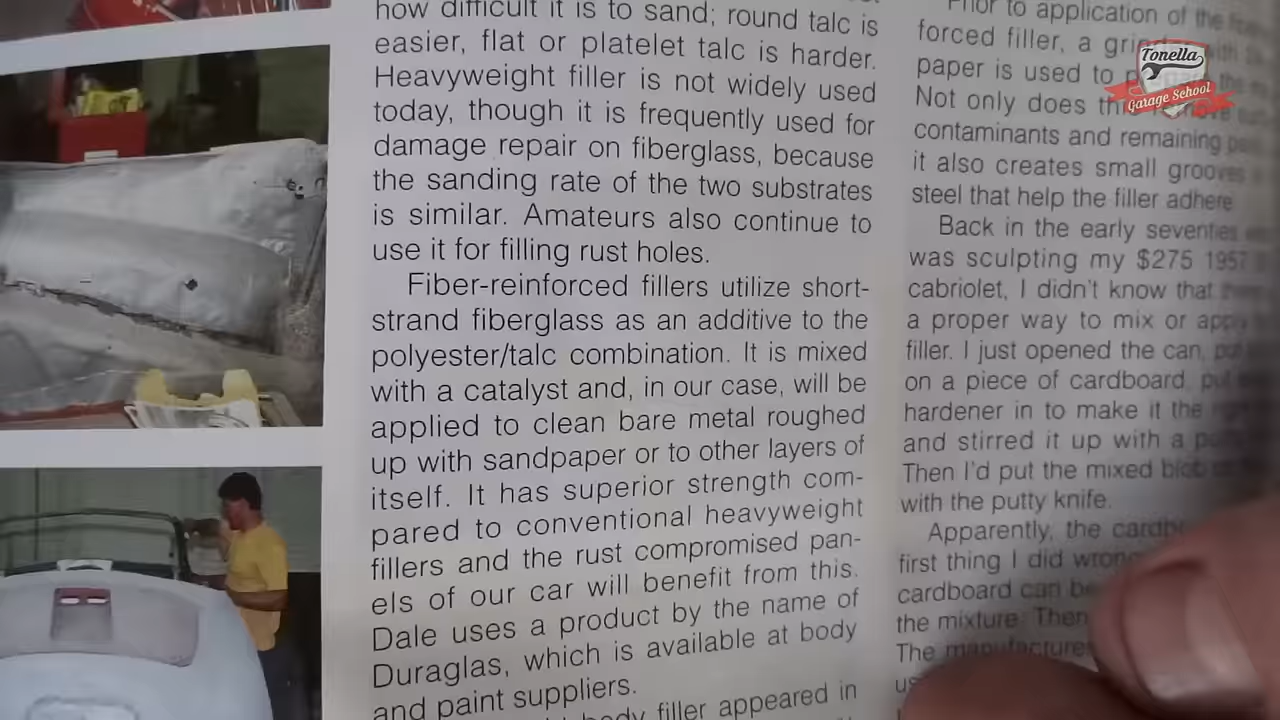 how difficult it is to sand; round talc is
easier, flat or platelet talc is harder.
Heavyweight filler is not widely used
today, though it is frequently used for
damage repair on fiberglass, because
the sanding rate of the two substrates
is similar. Amateurs also continue to
use it for filling rust holes.
Fiber-reinforced fillers utilize short-
strand fiberglass as an additive to the
polyester/talc combination. It is mixed
with a catalyst and, in our case, will be
applied to clean bare metal roughed
up with sandpaper or to other layers of
itself. It has superior strength com-
pared to conventional heavyweight
fillers and the rust compromised pan-
els of our car will benefit from this.
Dale uses a product by the name of
Duraglas, which is available at body
and paint suppliers.
body filler appeared in
Prior to application of the
forced filler, a
paper is used to
Not only does
contaminants and remaining
it also creates small grooves
steel that help the filler adhere
Back in the early seventies
was sculpting my $275 1957
cabriolet, I didn't know that
a proper way to mix or
filler. I just opened the can,
on a piece of cardboard, put
hardener in to make it the
and stirred it up with a
Then I'd put the mixed blob
with the putty knife.
Apparently, the
first thing I did wrong
cardboard can
the mixture. Then
The
Tonella
Garage School